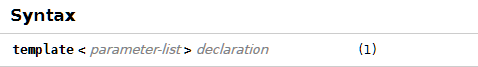 Syntax
template < parameter-list > declaration (1)